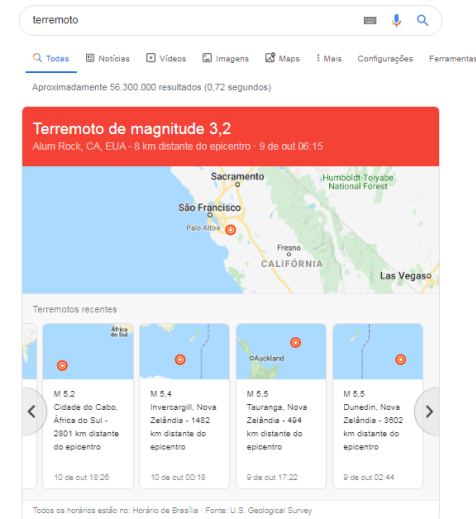 terremoto
Todas Notícias Vídeos Imagens Maps Mais Configurações Ferramentas
Aproximadamente 56.300.000 resultados (0,72 segundos)
Terremoto de magnitude 3,2
Alum Rock, CA, EUA - 8 km distante do epicentro · 9 de out 06:15
Sacramento
Humboldt-Toiyabe
National Forest
São Francisco
Palo Alto
Fresno
CALIFÓRNIA
Las Vegas
Terremotos recentes
África
do Sul
M 5,2
Cidade do Cabo,
África do Sul -
2801 km distante
do epicentro
10 de out 18:26
M 5,4
Invercargill, Nova
Zelândia - 1482
km distante do
epicentro
10 de out 00:18
Auckland
M 5,5
Tauranga, Nova
Zelândia - 494
km distante do
epicentro
9 de out 17:22
M 5,5
Dunedin, Nova
Zelândia - 3602
km distante do
epicentro
9 de out 02:44
Todos os horários estão no: Horário de Brasília · Fonte: U.S. Geological Survey